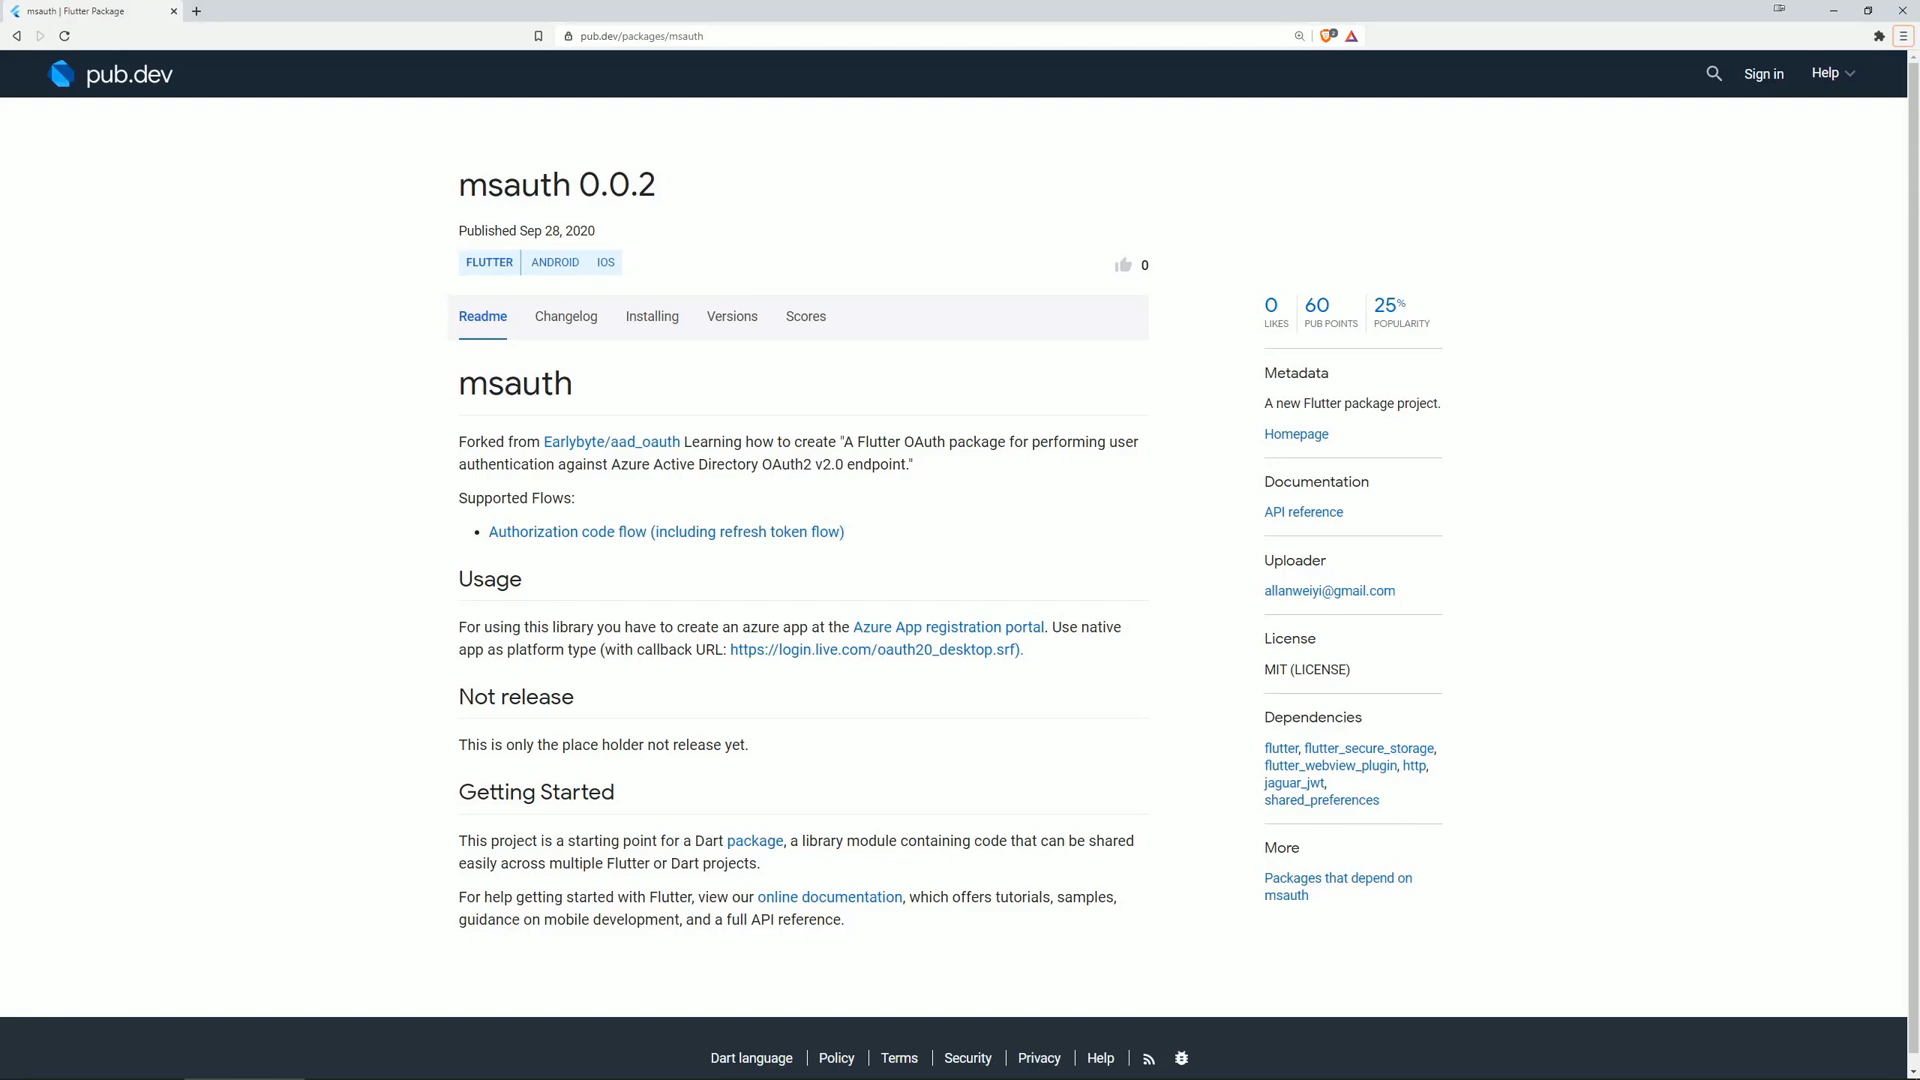 msauth | Flutter Package
pub.dev/packages/msauth
2
pub.dev
Sign in
Help
msauth 0.0.2
Published Sep 28, 2020
FLUTTER
ANDROID
IOS
0
Readme
Changelog
Installing
Versions
Scores
msauth
Forked from Earlybyte/aad_oauth Learning how to create "A Flutter OAuth package for performing user
authentication against Azure Active Directory OAuth2 v2.0 endpoint."
Supported Flows:
• Authorization code flow (including refresh token flow)
Usage
For using this library you have to create an azure app at the Azure App registration portal. Use native
app as platform type (with callback URL: https://login.live.com/oauth20_desktop.srf).
Not release
This is only the place holder not release yet.
Getting Started
This project is a starting point for a Dart package, a library module containing code that can be shared
easily across multiple Flutter or Dart projects.
For help getting started with Flutter, view our online documentation, which offers tutorials, samples,
guidance on mobile development, and a full API reference.
0
LIKES
60
PUB POINTS
25%
POPULARITY
Metadata
A new Flutter package project.
Homepage
Documentation
API reference
Uploader
allanweiyi@gmail.com
License
MIT (LICENSE)
Dependencies
flutter, flutter_secure_storage,
flutter_webview_plugin, http,
jaguar_jwt,
shared_preferences
More
Packages that depend on
msauth
Dart language
Policy
Terms
Security
Privacy
Help